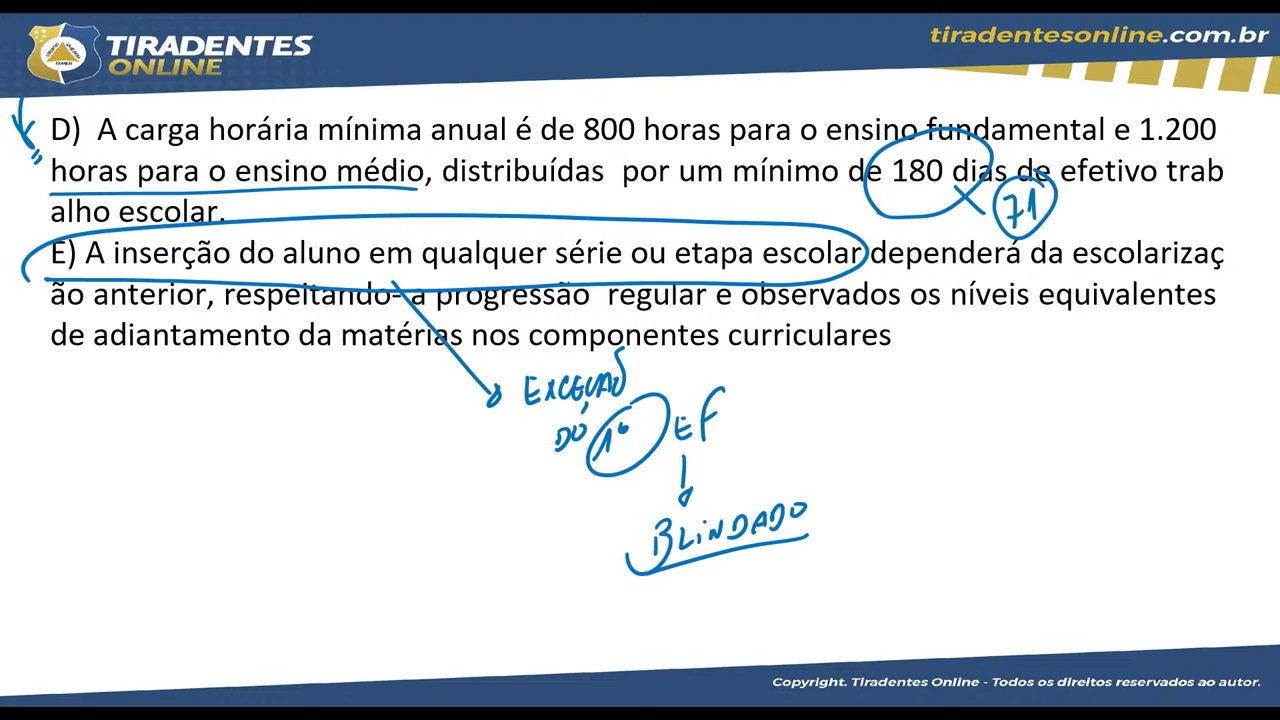 TIRADENTES
ONLINE
tiradentesonline.com.br
D) A carga horária mínima anual é de 800 horas para o ensino fundamental e 1.200
horas para o ensino médio, distribuídas por um mínimo de 180 dias de efetivo trab
alho escolar.
71
E) A inserção do aluno em qualquer série ou etapa escolar dependerá da escolarizaç
ão anterior, respeitando- a progressão regular e observados os níveis equivalentes
de adiantamento da matérias nos componentes curriculares
EXCEÇÃO
DO 1º EF
BLINDADO
Copyright. Tiradentes Online - Todos os direitos reservados ao autor.